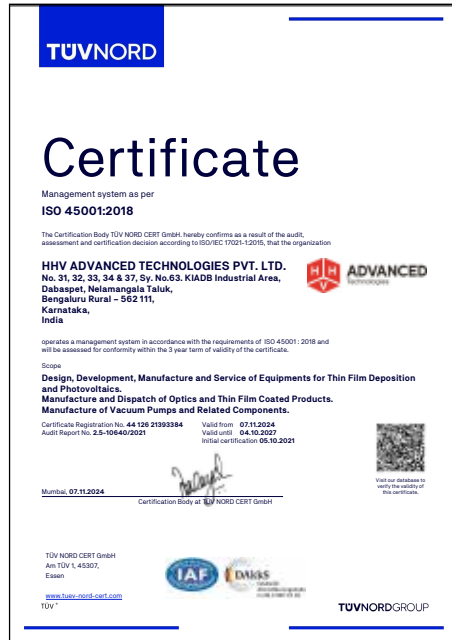 TÜVNORD
Certificate
Management system as per
ISO 45001:2018
The Certification Body TÜV NORD CERT GmbH. hereby confirms as a result of the audit,
assessment and certification decision according to ISO/IEC 17021-1:2015, that the organization
HHV ADVANCED TECHNOLOGIES PVT. LTD.
No. 31, 32, 33, 34 & 37, Sy. No.63. KIADB Industrial Area,
Dabaspet, Nelamangala Taluk,
Bengaluru Rural – 562 111,
Karnataka,
India
HHV ADVANCED
Technologies
operates a management system in accordance with the requirements of ISO 45001 : 2018 and
will be assessed for conformity within the 3 year term of validity of the certificate.
Scope
Design, Development, Manufacture and Service of Equipments for Thin Film Deposition
and Photovoltaics.
Manufacture and Dispatch of Optics and Thin Film Coated Products.
Manufacture of Vacuum Pumps and Related Components.
Certificate Registration No. 44 126 21393384
Audit Report No. 2.5-10640/2021
Valid from 07.11.2024
Valid until 04.10.2027
Initial certification 05.10.2021
Visit our database to
verify the validity of
this certificate.
Mumbai, 07.11.2024
Certification Body at TÜV NORD CERT GmbH
TÜV NORD CERT GmbH
Am TÜV 1, 45307,
Essen
www.tuev-nord-cert.com
TÜV ®
IAF
DAkkS
TÜVNORDGROUP